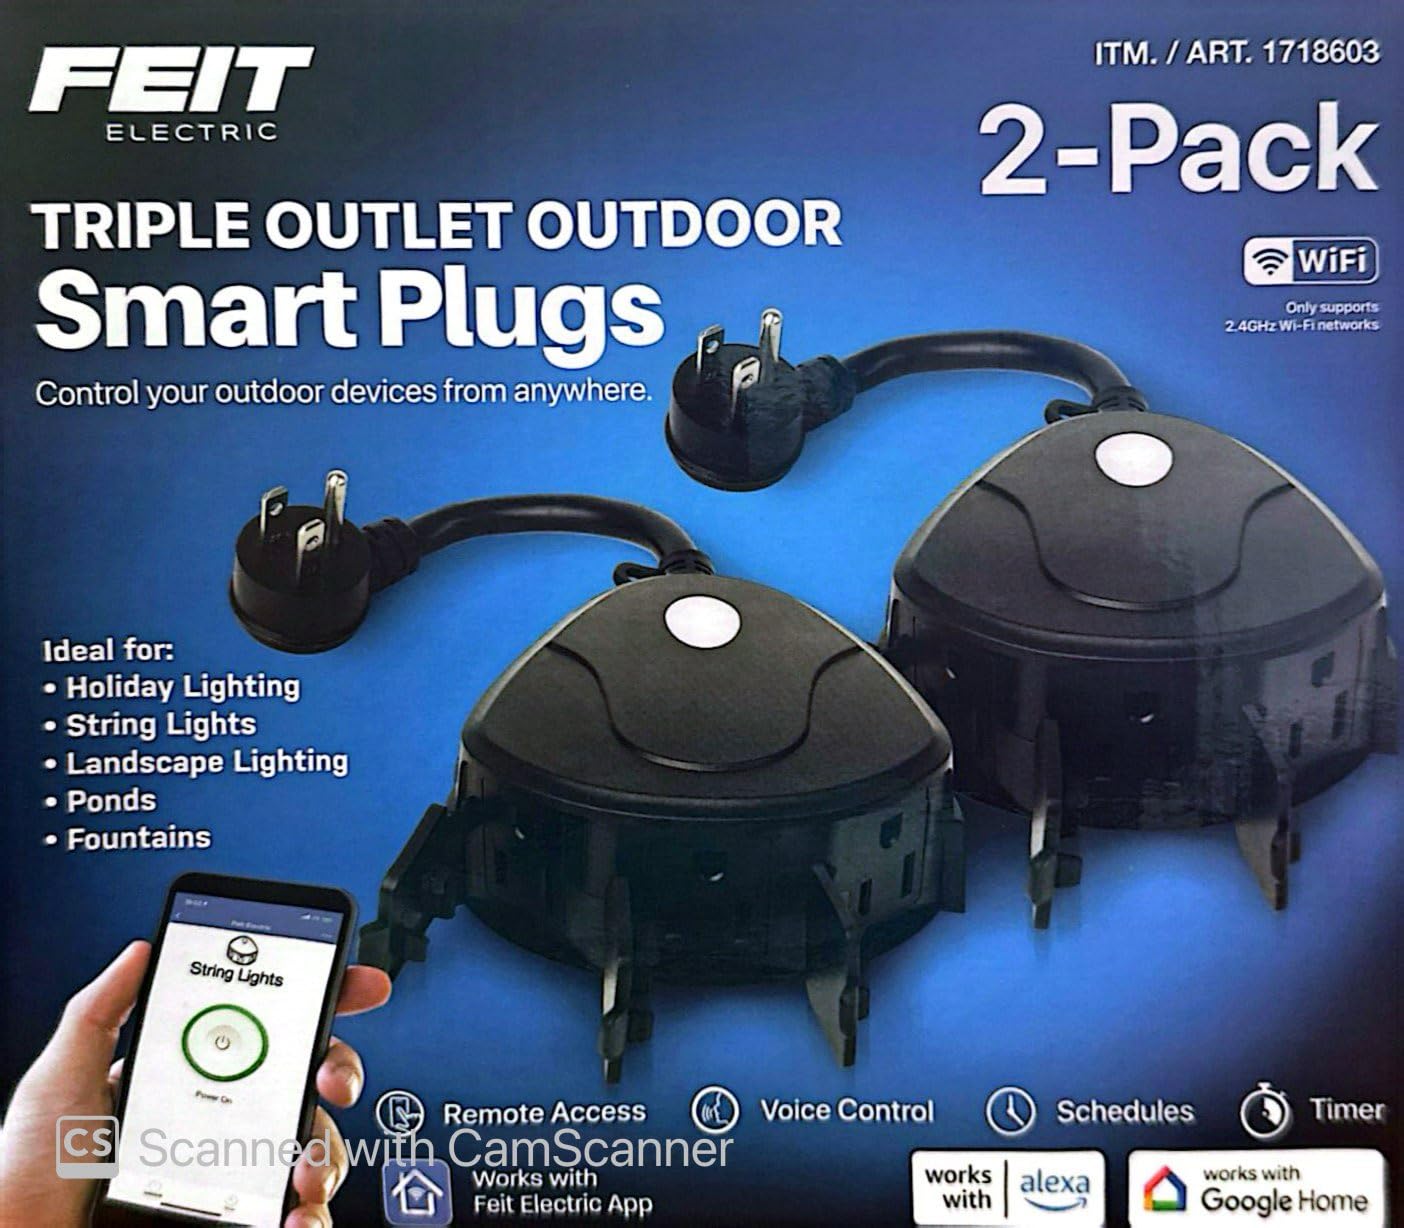 FEIT
ELECTRIC
ITM. / ART. 1718603
2-Pack
TRIPLE OUTLET OUTDOOR
Smart Plugs
Control your outdoor devices from anywhere.
WiFi
Only supports
2.4GHz Wi-Fi networks
Ideal for:
• Holiday Lighting
• String Lights
• Landscape Lighting
• Ponds
• Fountains
Feit Electric
String Lights
Power On
Remote Access
Voice Control
Schedules
Timer
CS Scanned with CamScanner
Works with
Feit Electric App
works
with
alexa
works with
Google Home